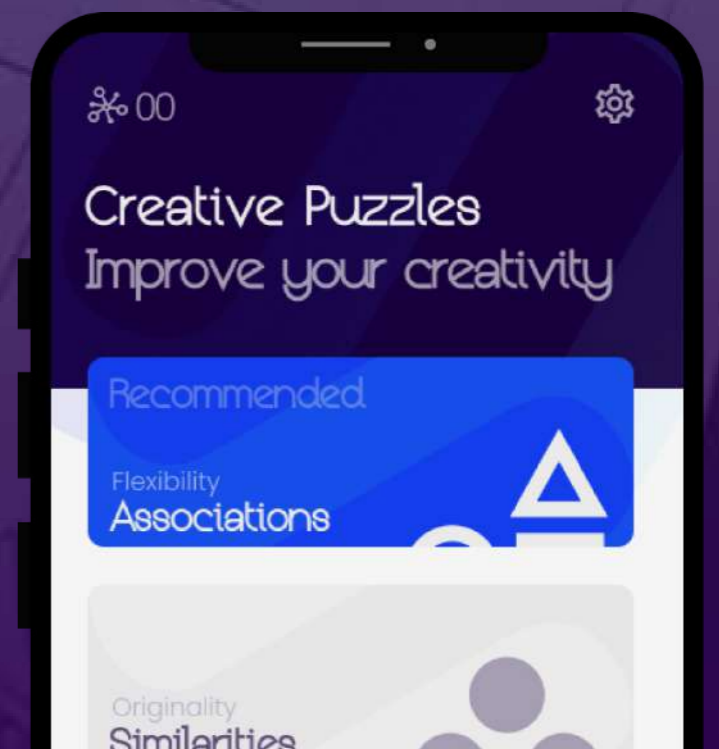 00
Creative Puzzles
Improve your creativity
Recommended
Flexibility
Associations
Originality
Similarities